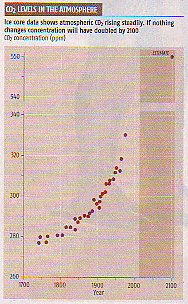 CO2 LEVELS IN THE ATMOSPHERE
Ice core data shows atmospheric CO2 rising steadily. If nothing
changes concentration will have doubled by 2100
CO2 concentration (ppm)
ESTIMATE
340
320
300
280
260
1700
1800
1900
2000
2100
Year